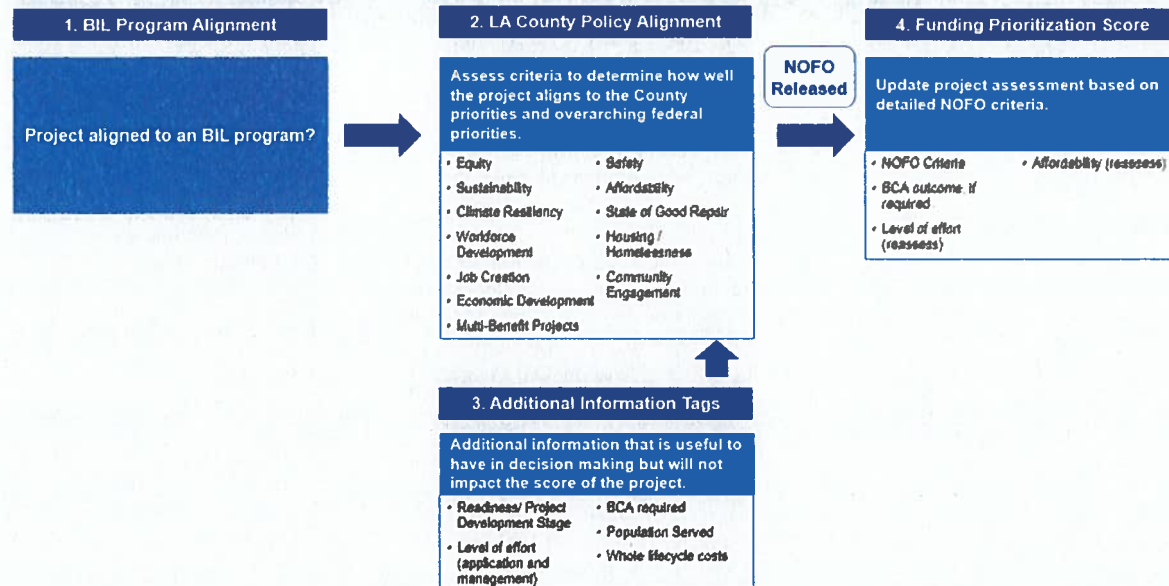 1. BIL Program Alignment
Project aligned to an BIL program?
2. LA County Policy Alignment
Assess criteria to determine how well
the project aligns to the County
priorities and overarching federal
priorities.
• Equity
• Sustainability
• Climate Resiliency
• Workforce
Development
• Job Creation
• Economic Development
• Multi-Benefit Projects
• Safety
• Affordability
• State of Good Repair
• Housing /
Homelessness
• Community
Engagement
NOFO
Released
4. Funding Prioritization Score
Update project assessment based on
detailed NOFO criteria.
• NOFO Criteria
• BCA outcome, if
required
• Level of effort
(reassess)
• Affordability (reassess)
3. Additional Information Tags
Additional information that is useful to
have in decision making but will not
impact the score of the project.
• Readiness/ Project
Development Stage
• Level of effort
(application and
management)
• BCA required
• Population Served
• Whole lifecycle costs